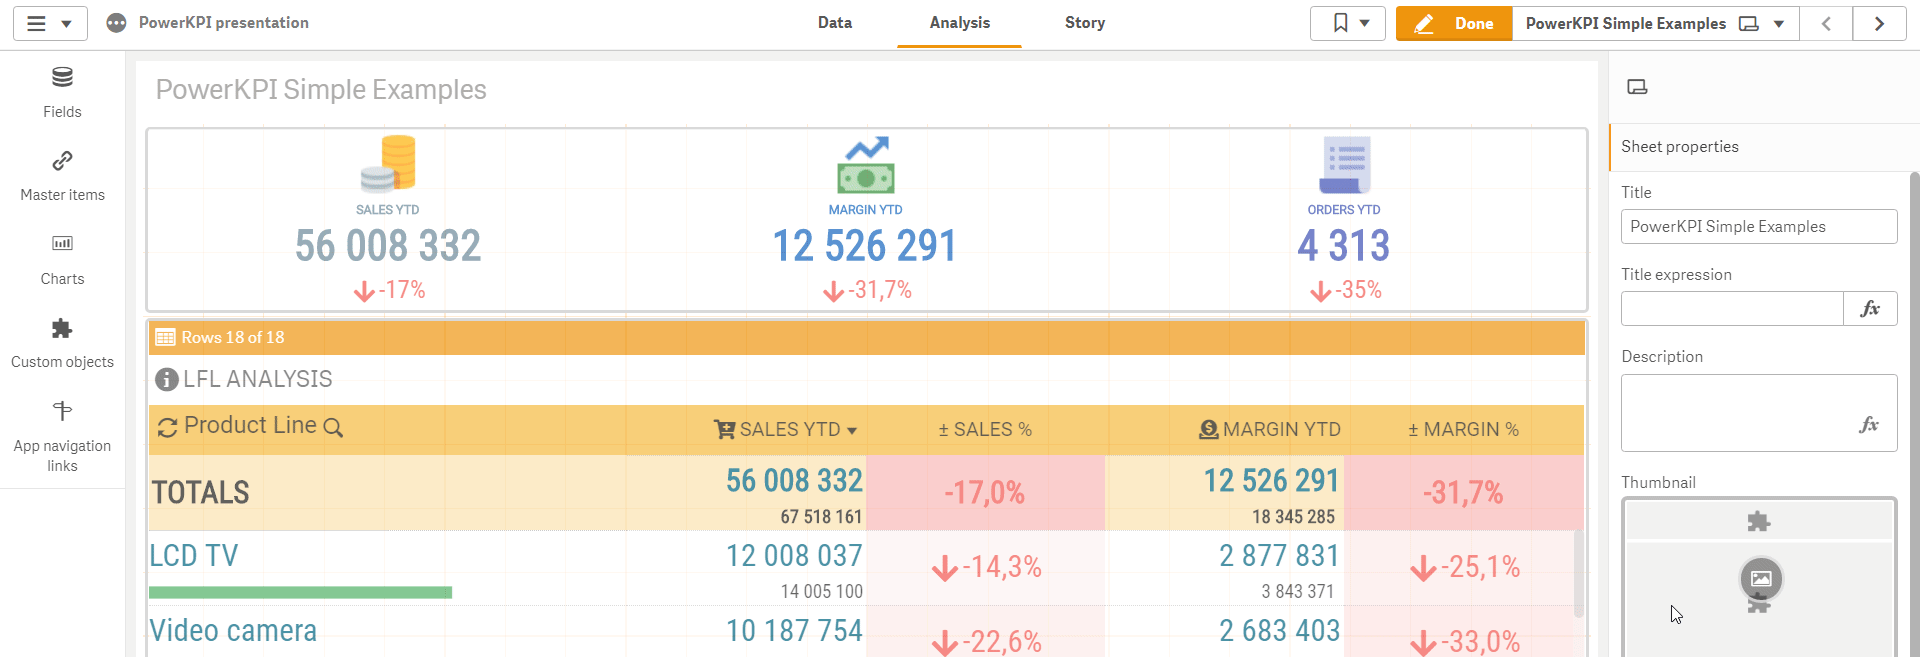 PowerKPI presentation
Data
Analysis
Story
Done
PowerKPI Simple Examples
Fields
Master items
Charts
Custom objects
App navigation
links
PowerKPI Simple Examples
SALES YTD
56 008 332
-17%
MARGIN YTD
12 526 291
-31,7%
ORDERS YTD
4 313
-35%
Rows 18 of 18
LFL ANALYSIS
Product Line
SALES YTD
± SALES %
MARGIN YTD
± MARGIN %
TOTALS
56 008 332
67 518 161
-17,0%
12 526 291
18 345 285
-31,7%
LCD TV
12 008 037
14 005 100
-14,3%
2 877 831
3 843 371
-25,1%
Video camera
10 187 754
-22,6%
2 683 403
-33,0%
Sheet properties
Title
PowerKPI Simple Examples
Title expression
fx
Description
fx
Thumbnail